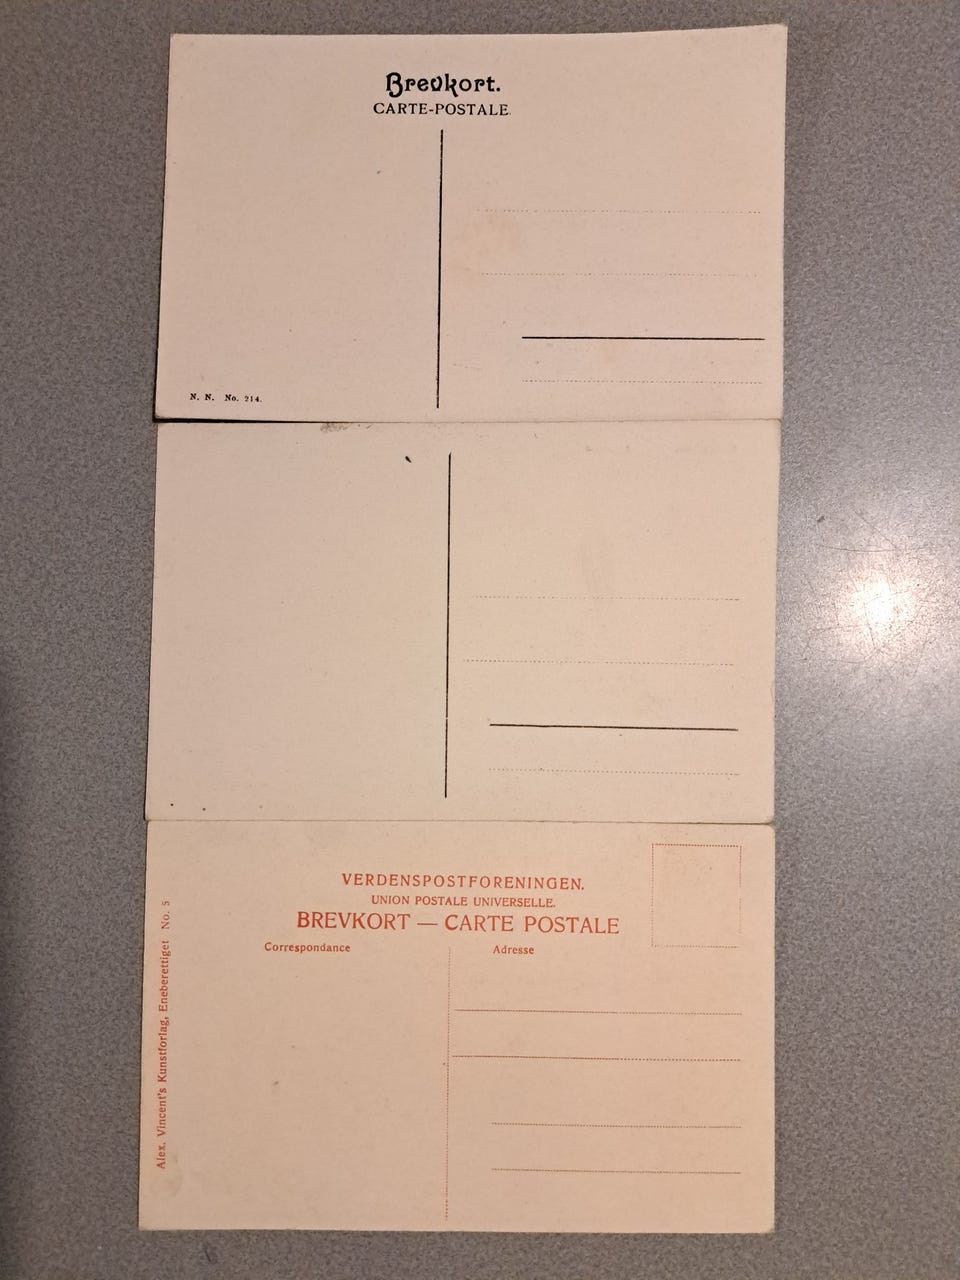 Brevkort.
CARTE-POSTALE
N. N. No. 214.
VERDENSPOSTFORENINGEN.
UNION POSTALE UNIVERSELLE.
BREVKORT — CARTE POSTALE
Correspondance
Adresse
Alex. Vincent's Kunstforlag, Eneberettiget No. 5